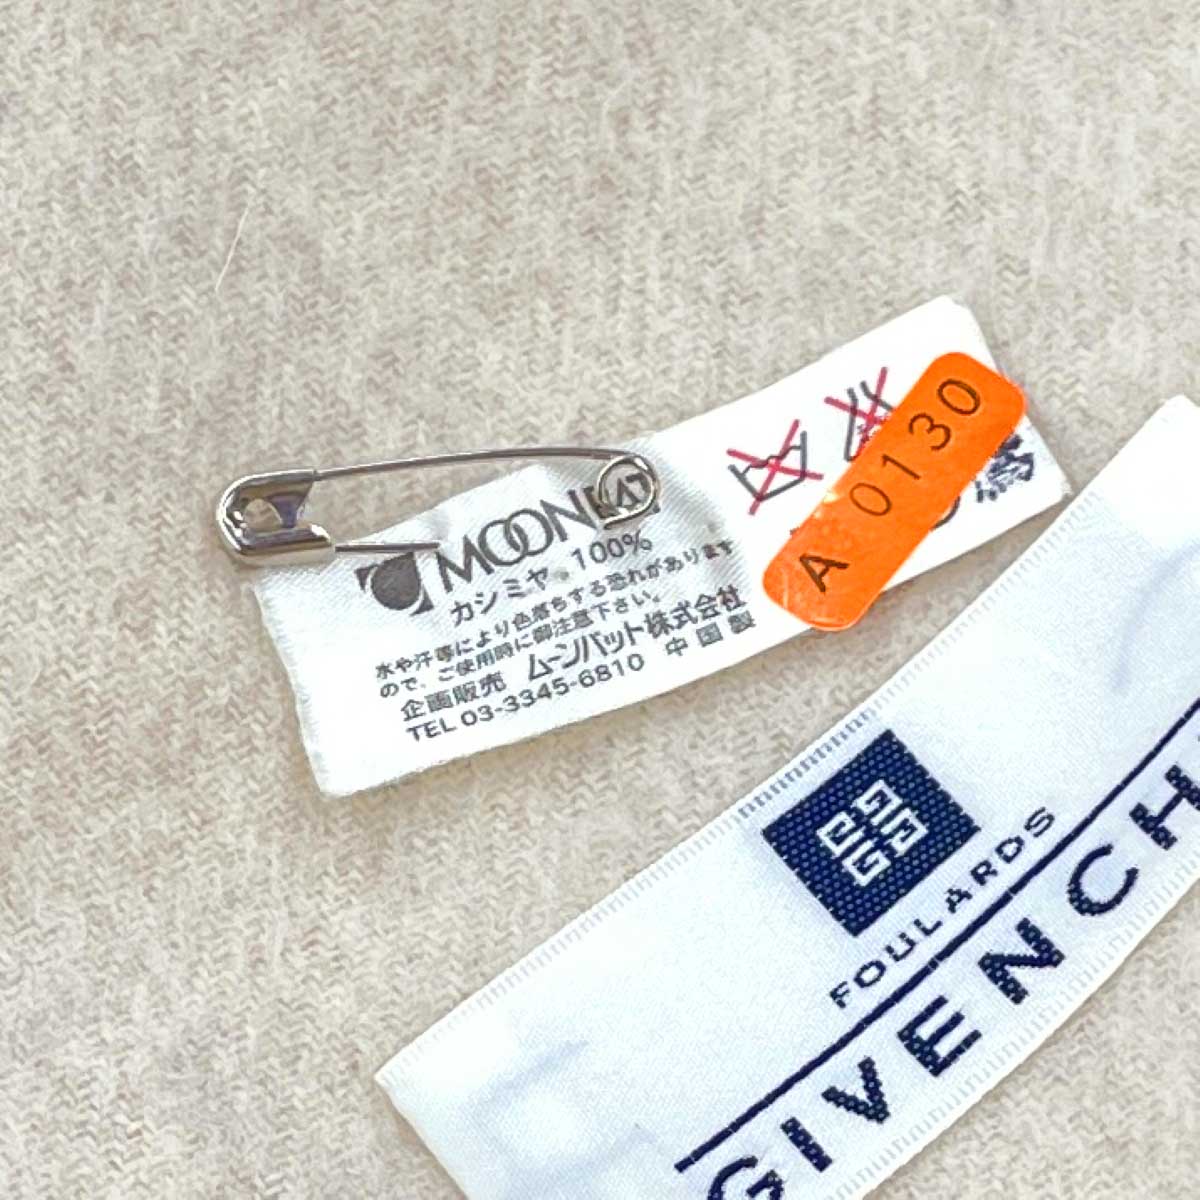 MOONBAT
カシミヤ 100%
水や汗等により色落ちする恐れがあります
ので、ご使用時に御注意下さい。
企画販売 ムーンバット株式会社
TEL 03-3345-6810 中国製
A 0130
FOULARDS
GIVENCH